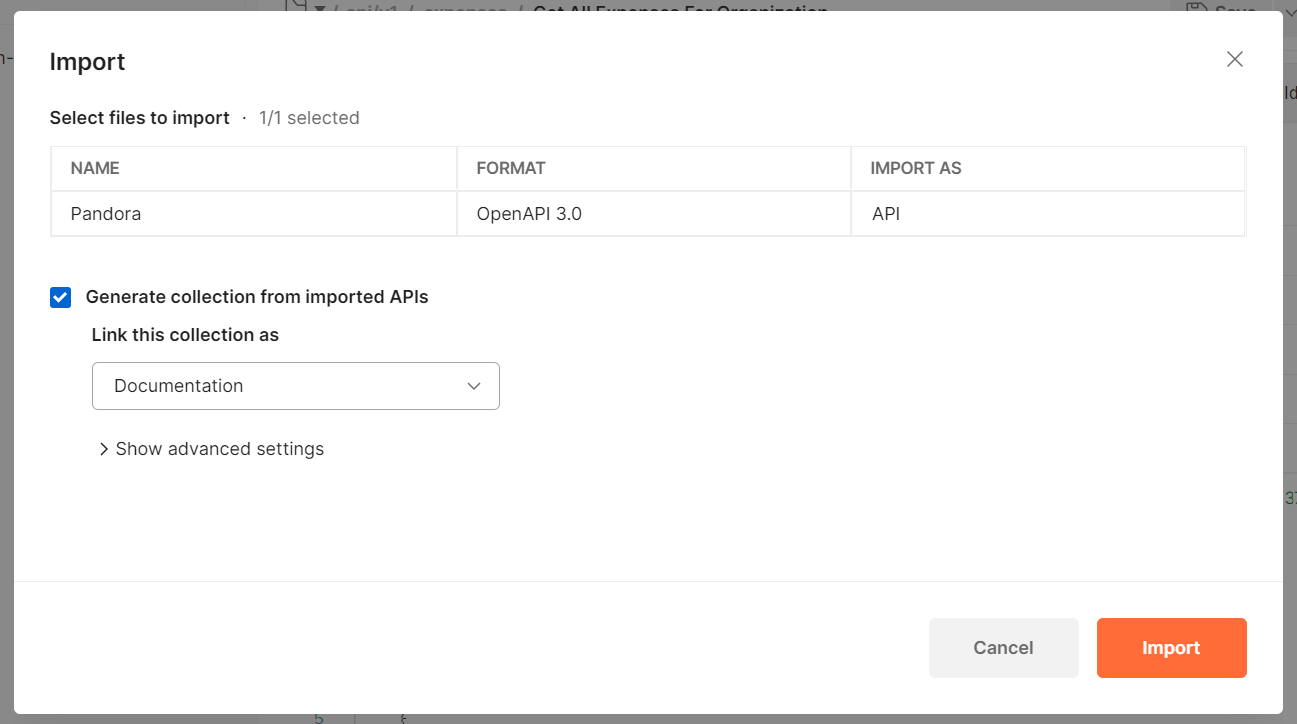 Import
Select files to import · 1/1 selected
NAME FORMAT IMPORT AS
Pandora OpenAPI 3.0 API
Generate collection from imported APIs
Link this collection as
Documentation
Show advanced settings
Cancel Import